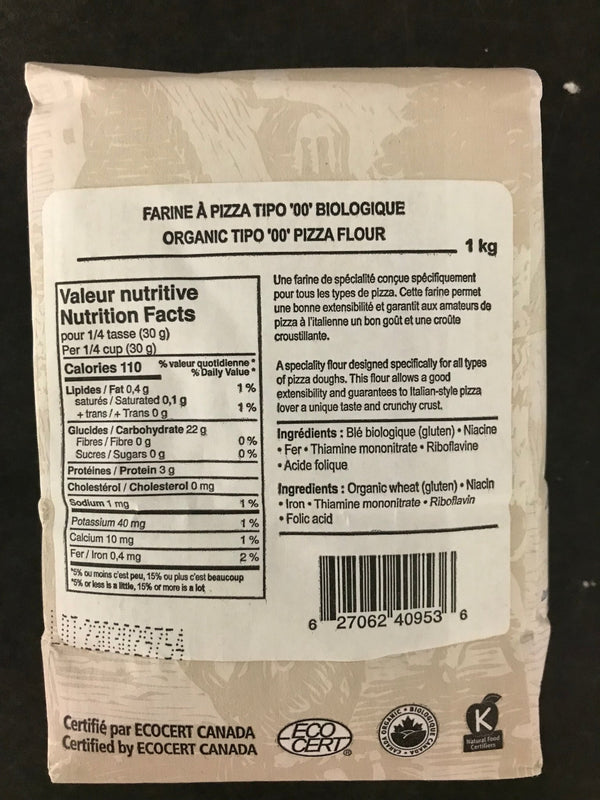 FARINE À PIZZA TIPO '00' BIOLOGIQUE
ORGANIC TIPO '00' PIZZA FLOUR
1 kg
Valeur nutritive
Nutrition Facts
pour 1/4 tasse (30 g)
Per 1/4 cup (30 g)
Calories 110
% valeur quotidienne*
% Daily Value*
Lipides / Fat 0,4 g 1 %
saturés / Saturated 0,1 g
+ trans / + Trans 0 g 1 %
Glucides / Carbohydrate 22 g
Fibres / Fibre 0 g 0 %
Sucres / Sugars 0 g 0 %
Protéines / Protein 3 g
Cholestérol / Cholesterol 0 mg
Sodium 1 mg 1 %
Potassium 40 mg 1 %
Calcium 10 mg 1 %
Fer / Iron 0,4 mg 2 %
*5% ou moins c'est peu, 15% ou plus c'est beaucoup
*5% or less is a little, 15% or more is a lot
Une farine de spécialité conçue spécifiquement
pour tous les types de pizza. Cette farine permet
une bonne extensibilité et garantit aux amateurs de
pizza à l'italienne un bon goût et une croûte
croustillante.
A speciality flour designed specifically for all types
of pizza doughs. This flour allows a good
extensibility and guarantees to Italian-style pizza
lover a unique taste and crunchy crust.
Ingrédients : Blé biologique (gluten) • Niacine
• Fer • Thiamine mononitrate • Riboflavine
• Acide folique
Ingredients : Organic wheat (gluten) • Niacin
• Iron • Thiamine mononitrate • Riboflavin
• Folic acid
6 27062 40953 6
Certifié par ECOCERT CANADA
Certified by ECOCERT CANADA
ECO
CERT
®
CANADA ORGANIC • BIOLOGIQUE CANADA
K
Natural Food
Certifiers